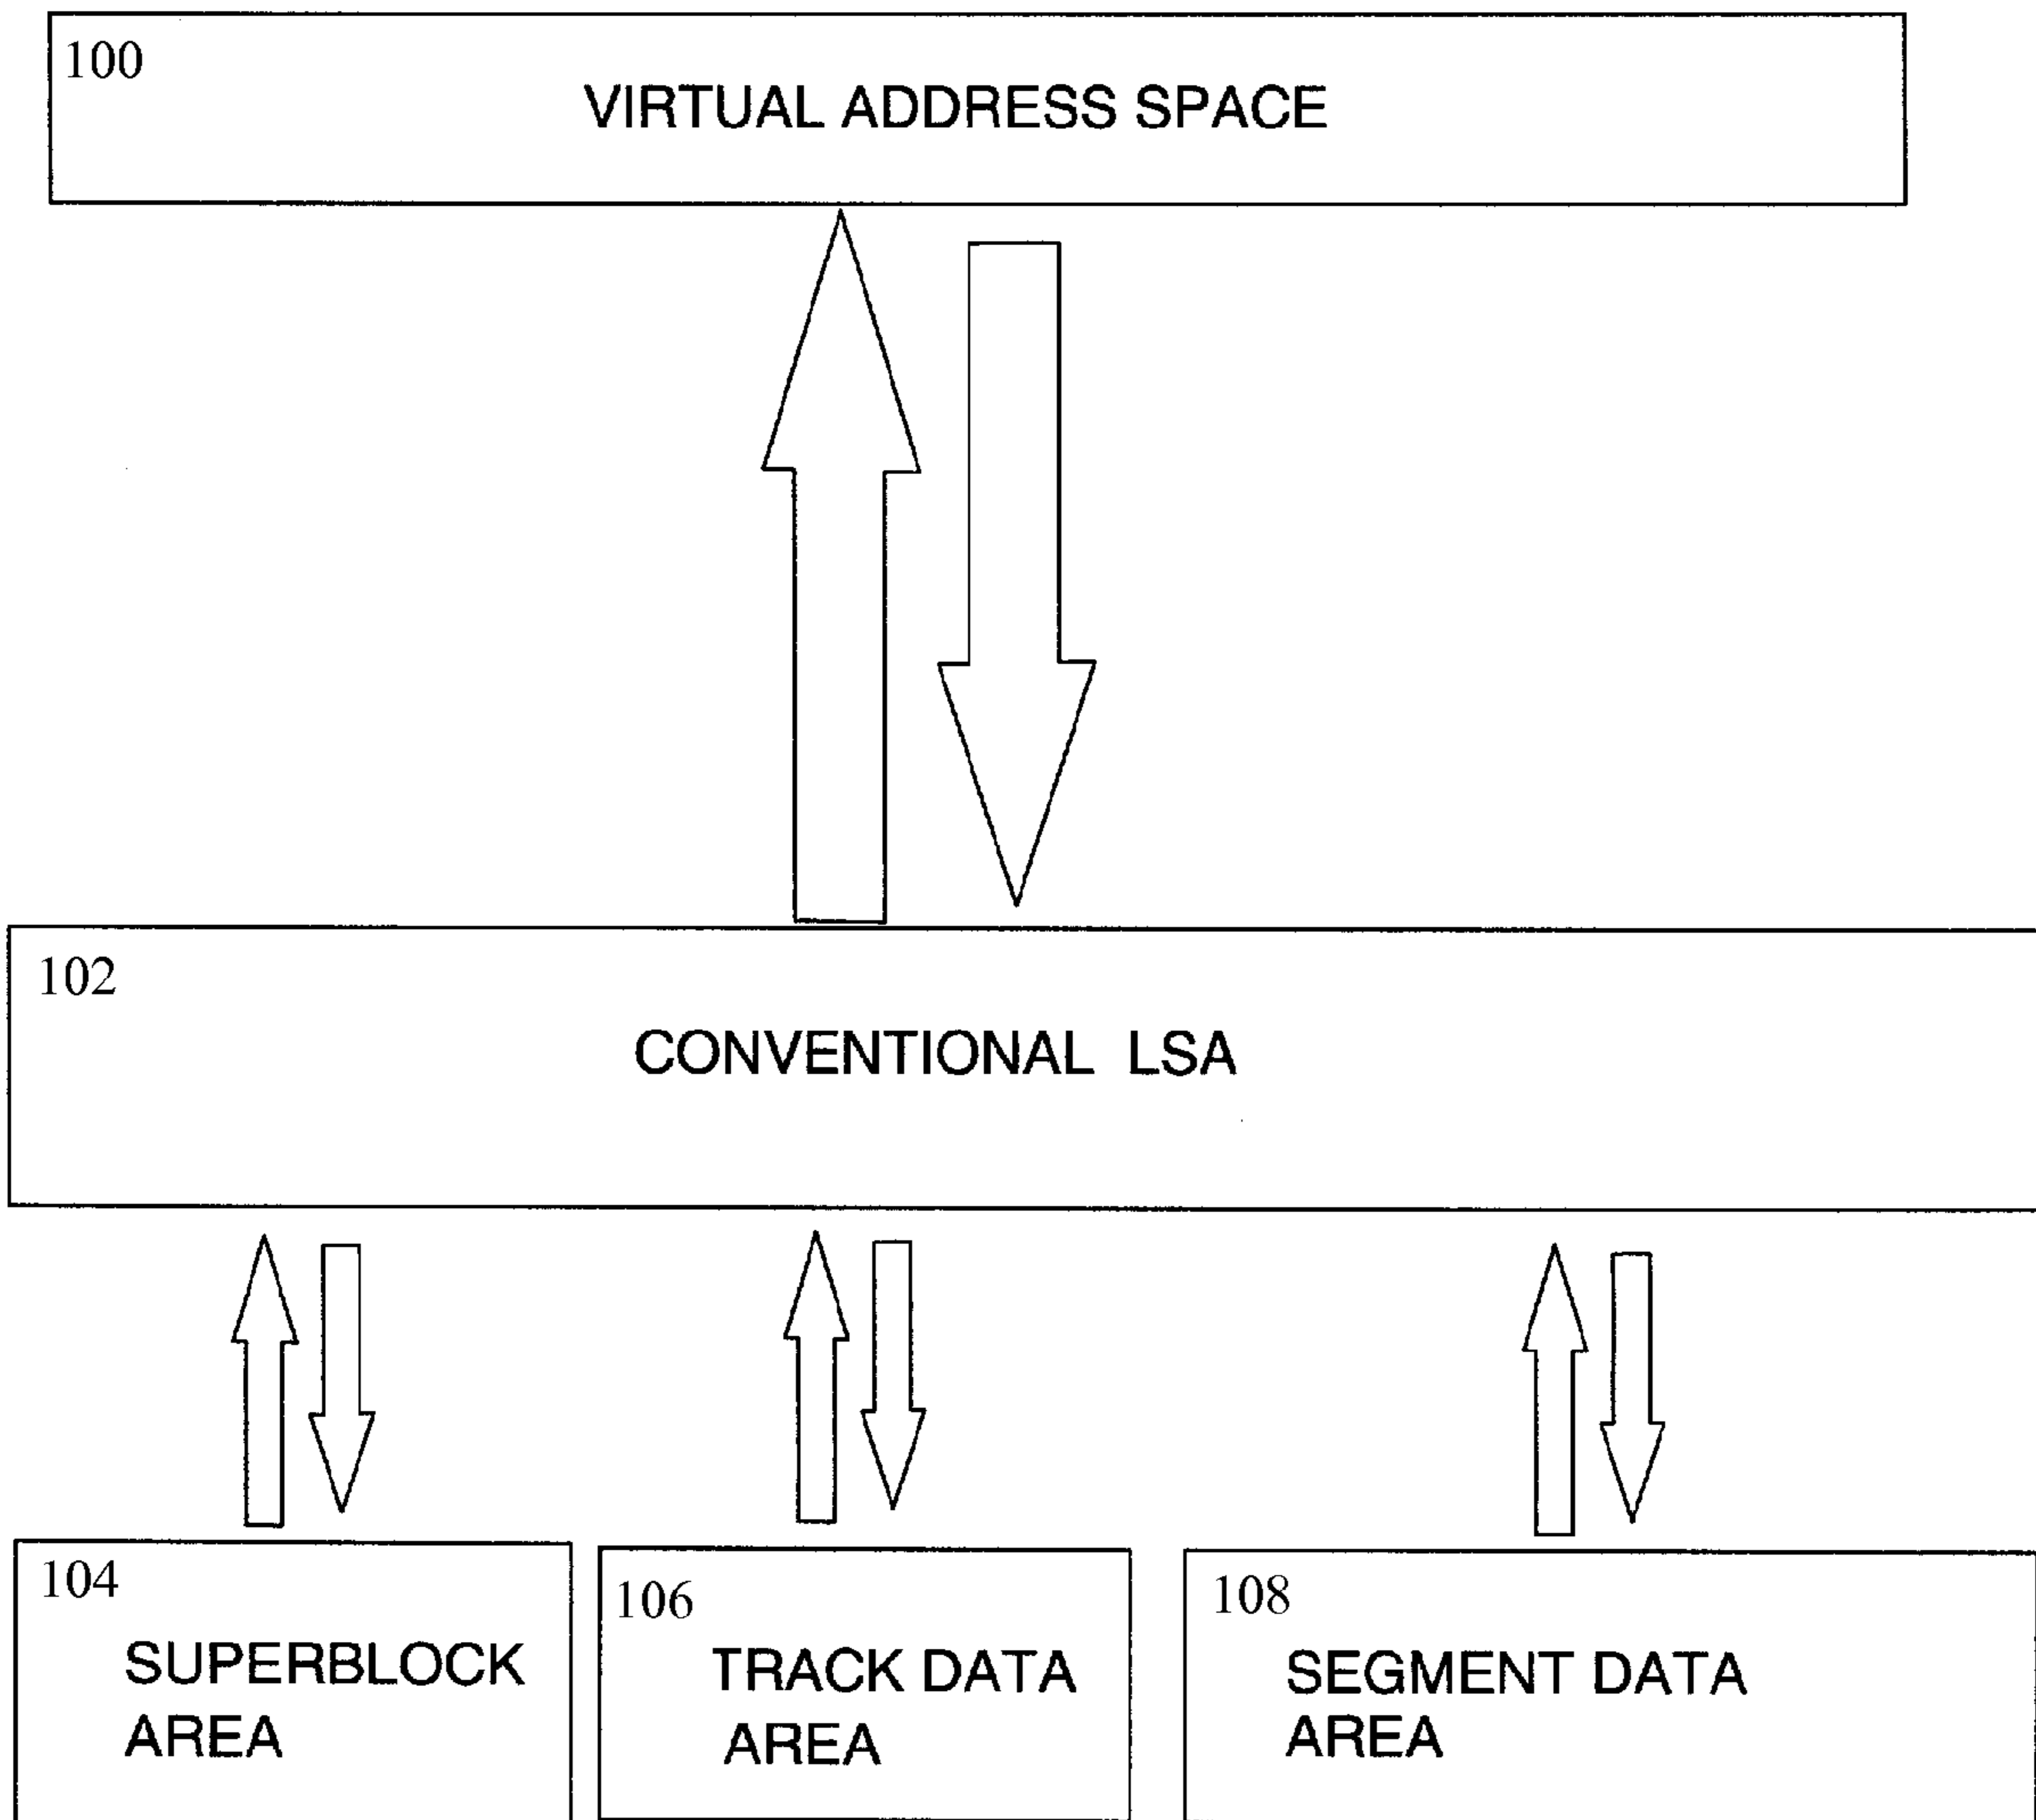 100
VIRTUAL ADDRESS SPACE
102
CONVENTIONAL LSA
104
SUPERBLOCK
AREA
106
TRACK DATA
AREA
108
SEGMENT DATA
AREA